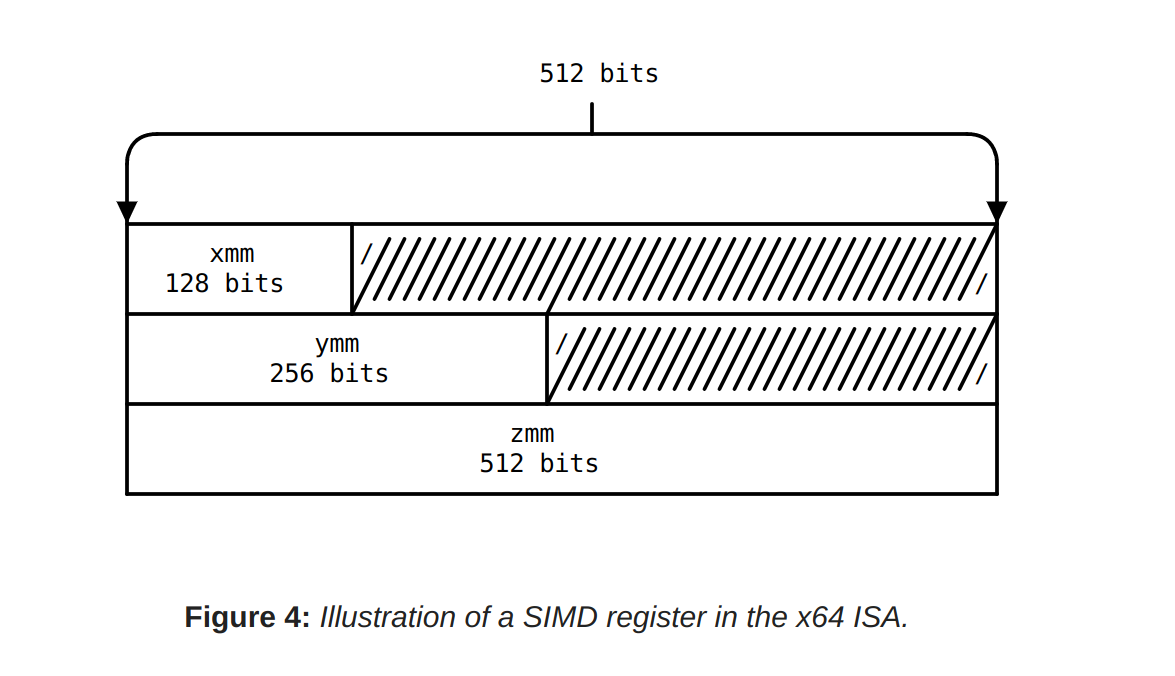 512 bits
xmm
128 bits
ymm
256 bits
zmm
512 bits
Figure 4: Illustration of a SIMD register in the x64 ISA.